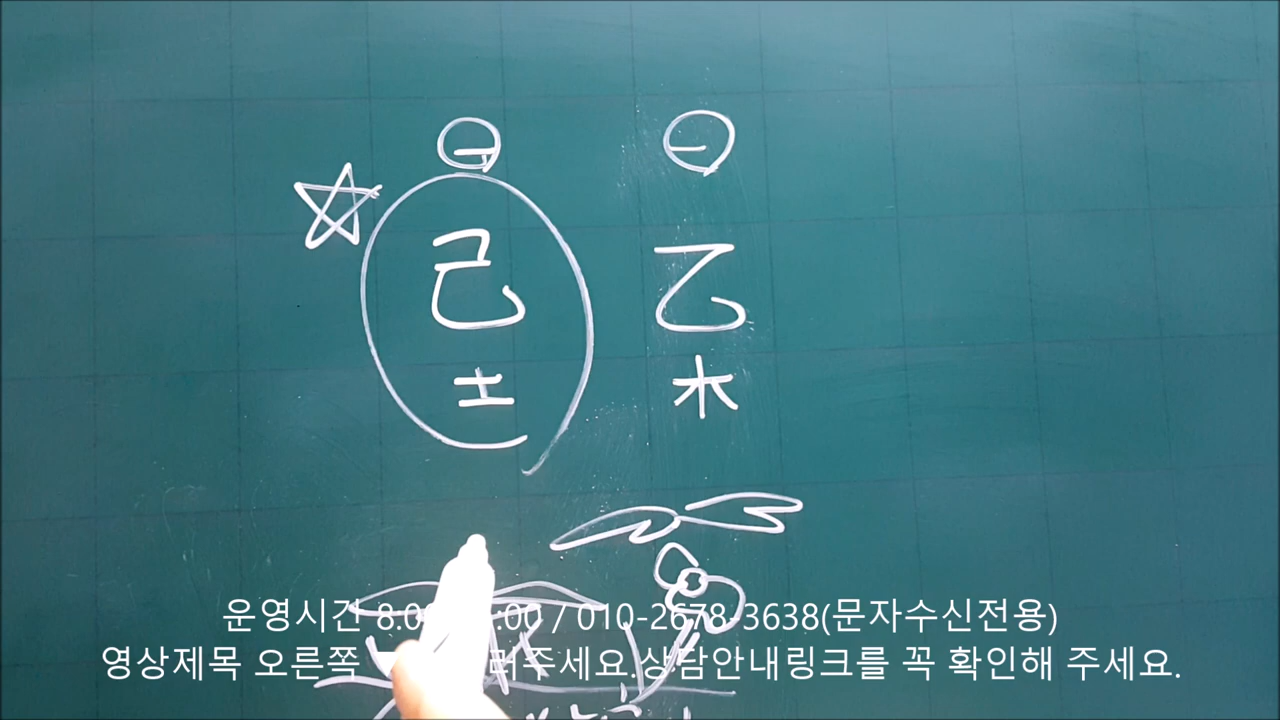 己 乙
土 木
운영시간 8:0 :00 / 010-2678-3638(문자수신전용)
영상제목 오른쪽 러주세요.상담안내링크를 꼭 확인해 주세요.